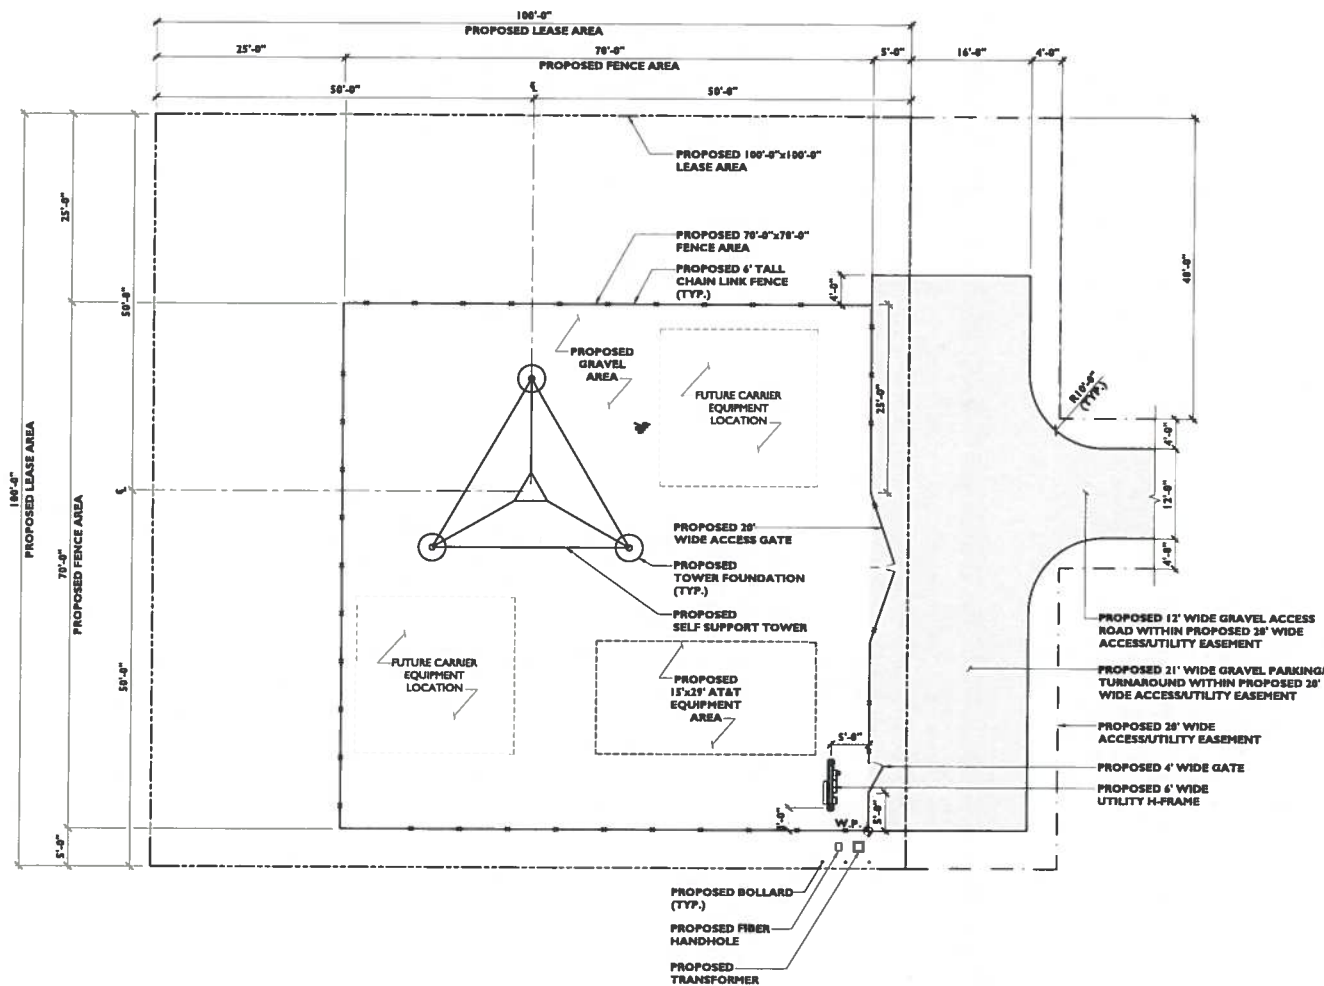 100'-0"
PROPOSED LEASE AREA
25'-0"
70'-0"
PROPOSED FENCE AREA
5'-0"
16'-0"
4'-0"
50'-0"
℄
50'-0"
PROPOSED 100'-0"x100'-0"
LEASE AREA
PROPOSED 70'-0"x70'-0"
FENCE AREA
PROPOSED 6' TALL
CHAIN LINK FENCE
(TYP.)
4'-0"
25'-0"
50'-0"
40'-0"
PROPOSED
GRAVEL
AREA
FUTURE CARRIER
EQUIPMENT
LOCATION
25'-0"
R10'-0"
(TYP.)
4'-0"
12'-0"
4'-0"
100'-0"
PROPOSED LEASE AREA
70'-0"
PROPOSED FENCE AREA
℄
50'-0"
5'-0"
PROPOSED 20'
WIDE ACCESS GATE
PROPOSED
TOWER FOUNDATION
(TYP.)
PROPOSED
SELF SUPPORT TOWER
FUTURE CARRIER
EQUIPMENT
LOCATION
PROPOSED
15'x29' AT&T
EQUIPMENT
AREA
5'-0"
5'-0"
W.P.
PROPOSED 12' WIDE GRAVEL ACCESS
ROAD WITHIN PROPOSED 20' WIDE
ACCESS/UTILITY EASEMENT
PROPOSED 21' WIDE GRAVEL PARKING/
TURNAROUND WITHIN PROPOSED 20'
WIDE ACCESS/UTILITY EASEMENT
PROPOSED 20' WIDE
ACCESS/UTILITY EASEMENT
PROPOSED 4' WIDE GATE
PROPOSED 6' WIDE
UTILITY H-FRAME
PROPOSED BOLLARD
(TYP.)
PROPOSED FIBER
HANDHOLE
PROPOSED
TRANSFORMER